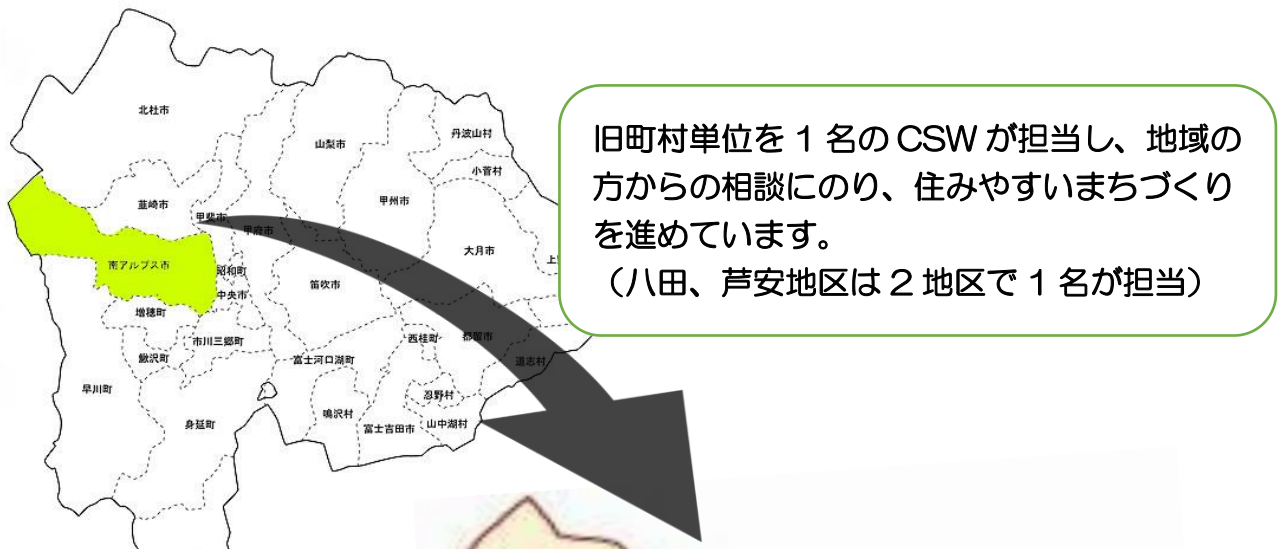 北杜市
丹波山村
山梨市
小菅村
甲州市
韮崎市
甲斐市
甲府市
大月市
南アルプス市
昭和町
笛吹市
中央市
増穂町
市川三郷町
西桂町
都留市
鰍沢町
富士河口湖町
道志村
早川町
忍野村
鳴沢村
山中湖村
身延町
富士吉田市
旧町村単位を 1 名の CSW が担当し、地域の
方からの相談にのり、住みやすいまちづくり
を進めています。
（八田、芦安地区は 2 地区で 1 名が担当）